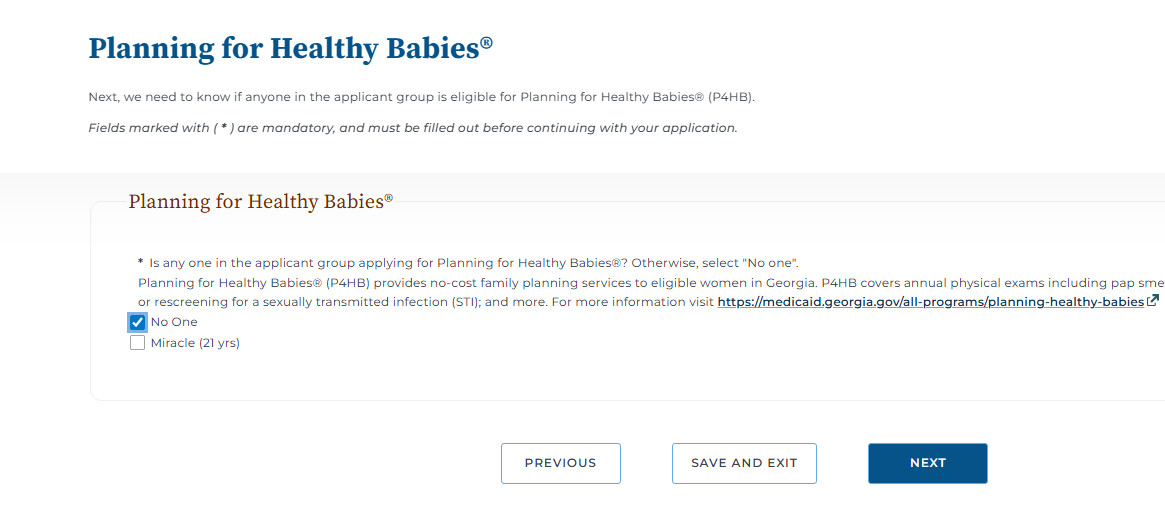 Planning for Healthy Babies®
Next, we need to know if anyone in the applicant group is eligible for Planning for Healthy Babies® (P4HB).
Fields marked with ( * ) are mandatory, and must be filled out before continuing with your application.
Planning for Healthy Babies®
* Is any one in the applicant group applying for Planning for Healthy Babies®? Otherwise, select "No one".
Planning for Healthy Babies® (P4HB) provides no-cost family planning services to eligible women in Georgia. P4HB covers annual physical exams including pap sme
or rescreening for a sexually transmitted infection (STI); and more. For more information visit https://medicaid.georgia.gov/all-programs/planning-healthy-babies
No One
Miracle (21 yrs)
PREVIOUS SAVE AND EXIT NEXT